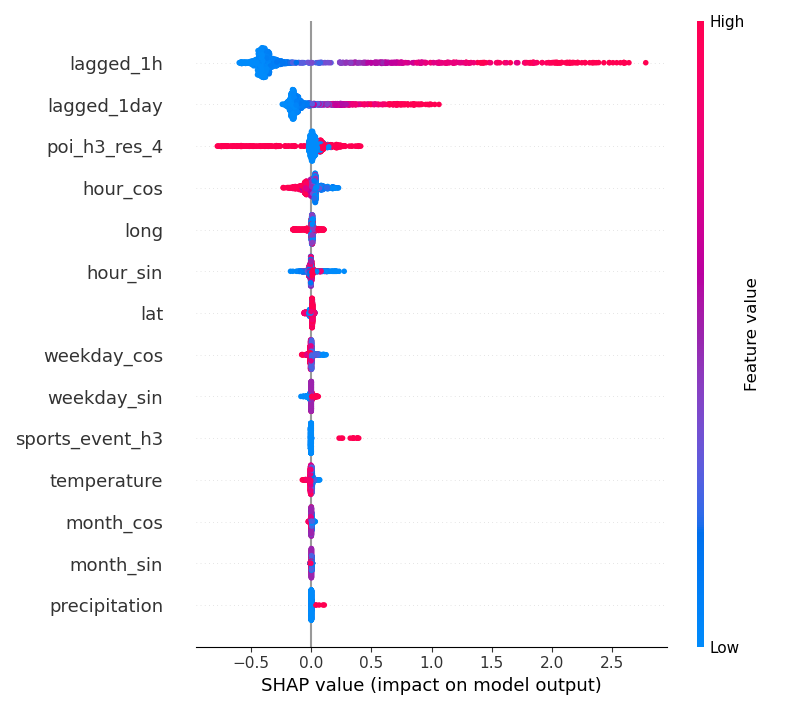 High
lagged_1h
lagged_1day
poi_h3_res_4
hour_cos
long
hour_sin
lat
weekday_cos
weekday_sin
sports_event_h3
temperature
month_cos
month_sin
precipitation
Feature value
Low
−0.5 0.0 0.5 1.0 1.5 2.0 2.5
SHAP value (impact on model output)